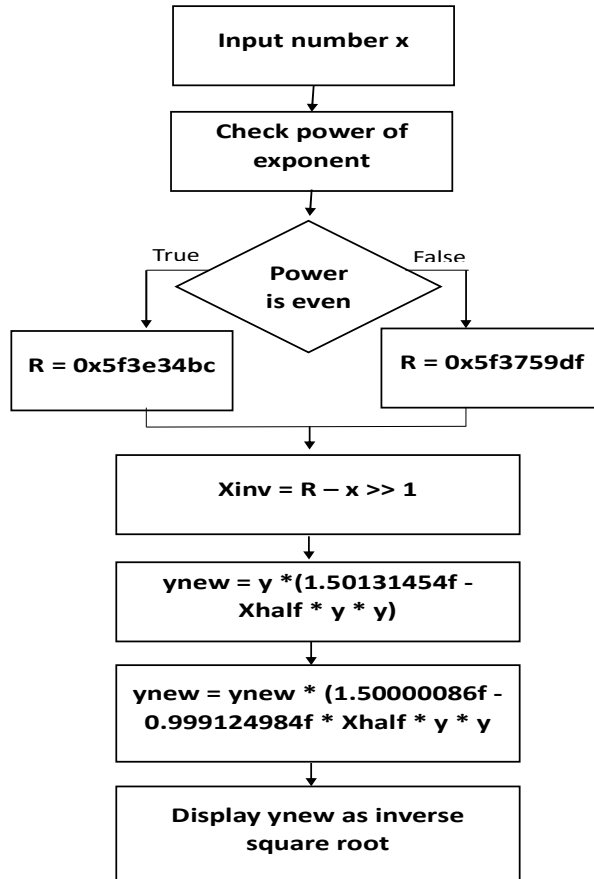 Input number x
Check power of
exponent
True
False
Power
is even
R = 0x5f3e34bc
R = 0x5f3759df
Xinv = R – x >> 1
ynew = y *(1.50131454f -
Xhalf * y * y)
ynew = ynew * (1.50000086f -
0.999124984f * Xhalf * y * y
Display ynew as inverse
square root